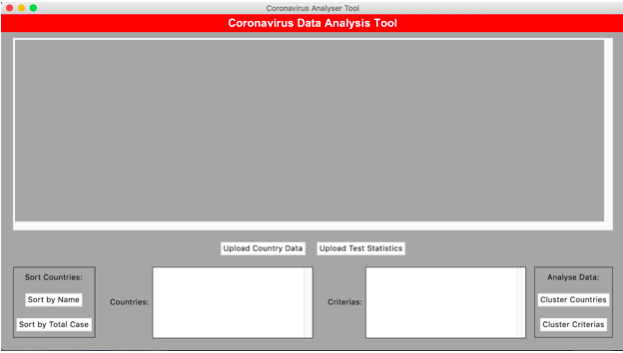 Coronavirus Analyser Tool
Coronavirus Data Analysis Tool
Upload Country Data
Upload Test Statistics
Sort Countries:
Sort by Name
Sort by Total Case
Countries:
Criterias:
Analyse Data:
Cluster Countries
Cluster Criterias